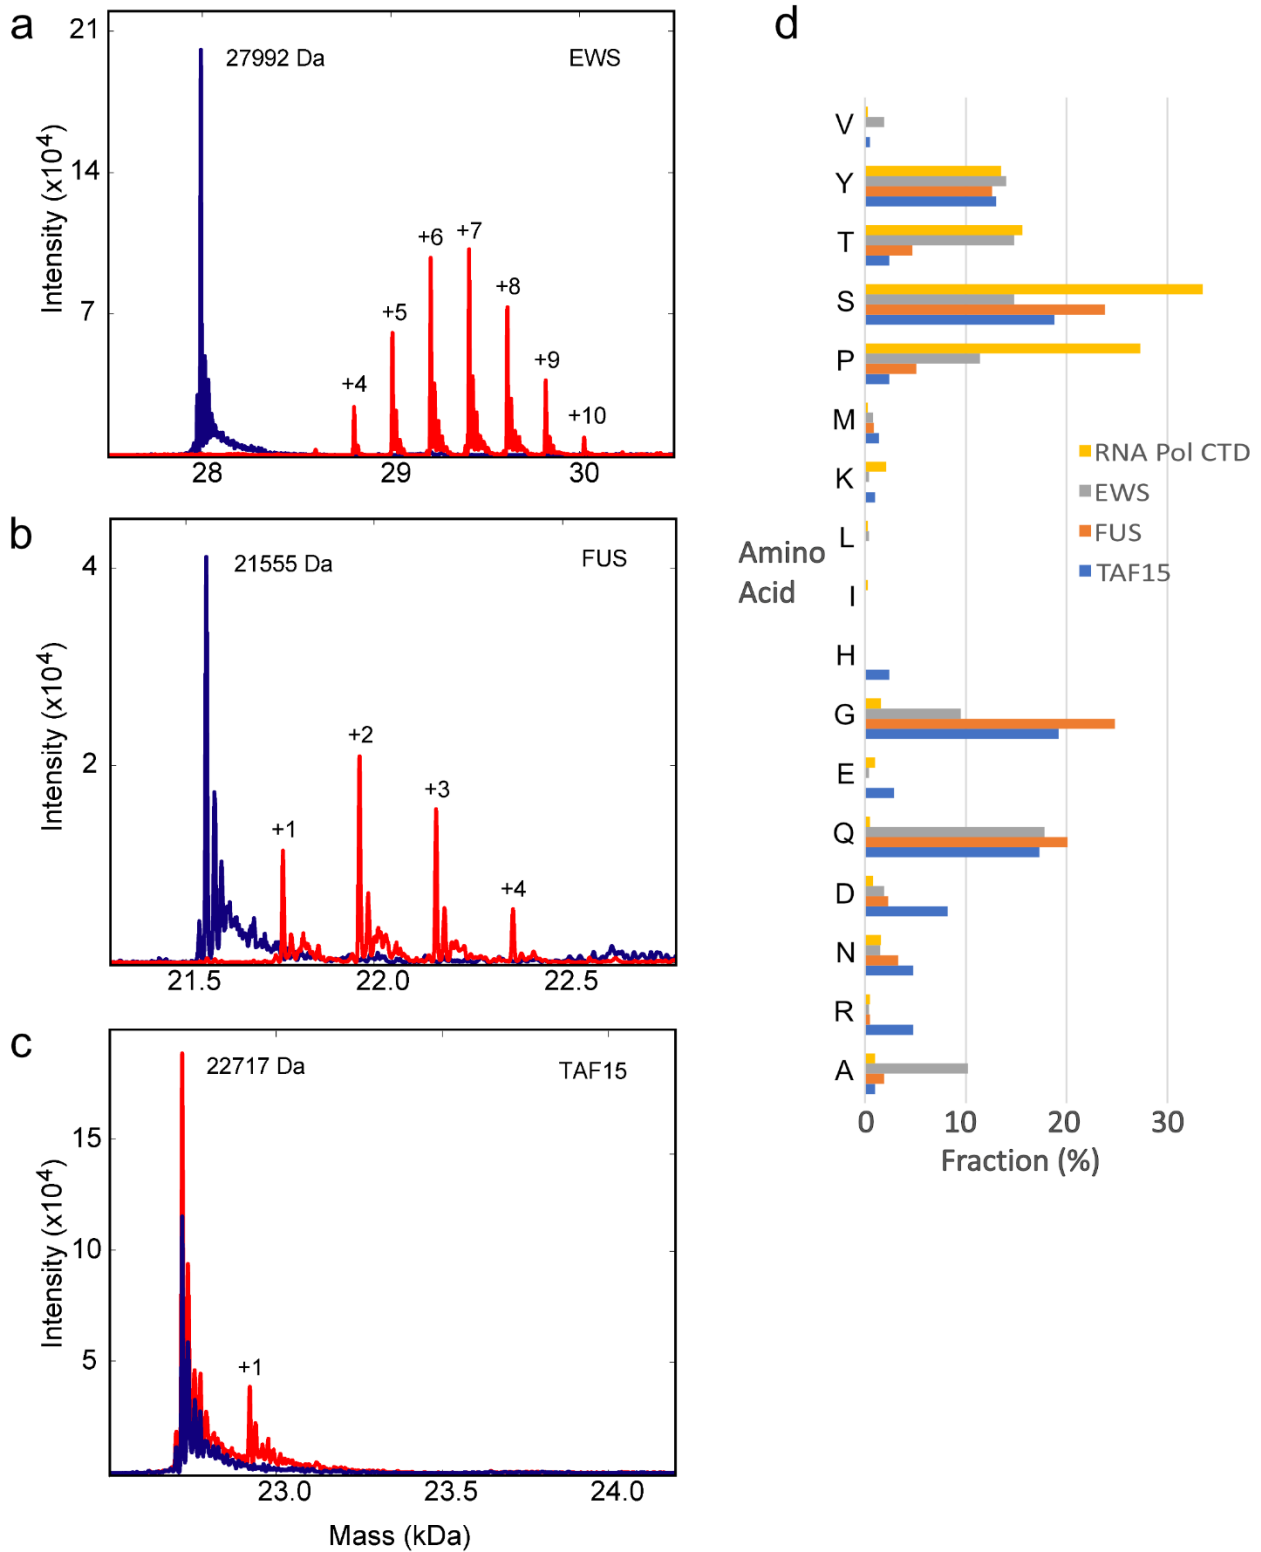 a
21
14
7
Intensity (x10⁴)
27992 Da
EWS
+4
+5
+6
+7
+8
+9
+10
28
29
30
b
4
2
Intensity (x10⁴)
21555 Da
FUS
+1
+2
+3
+4
21.5
22.0
22.5
c
15
10
5
Intensity (x10⁴)
22717 Da
TAF15
+1
23.0
23.5
24.0
Mass (kDa)
d
V
Y
T
S
P
M
K
L
I
H
G
E
Q
D
N
R
A
Amino
Acid
RNA Pol CTD
EWS
FUS
TAF15
0
10
20
30
Fraction (%)